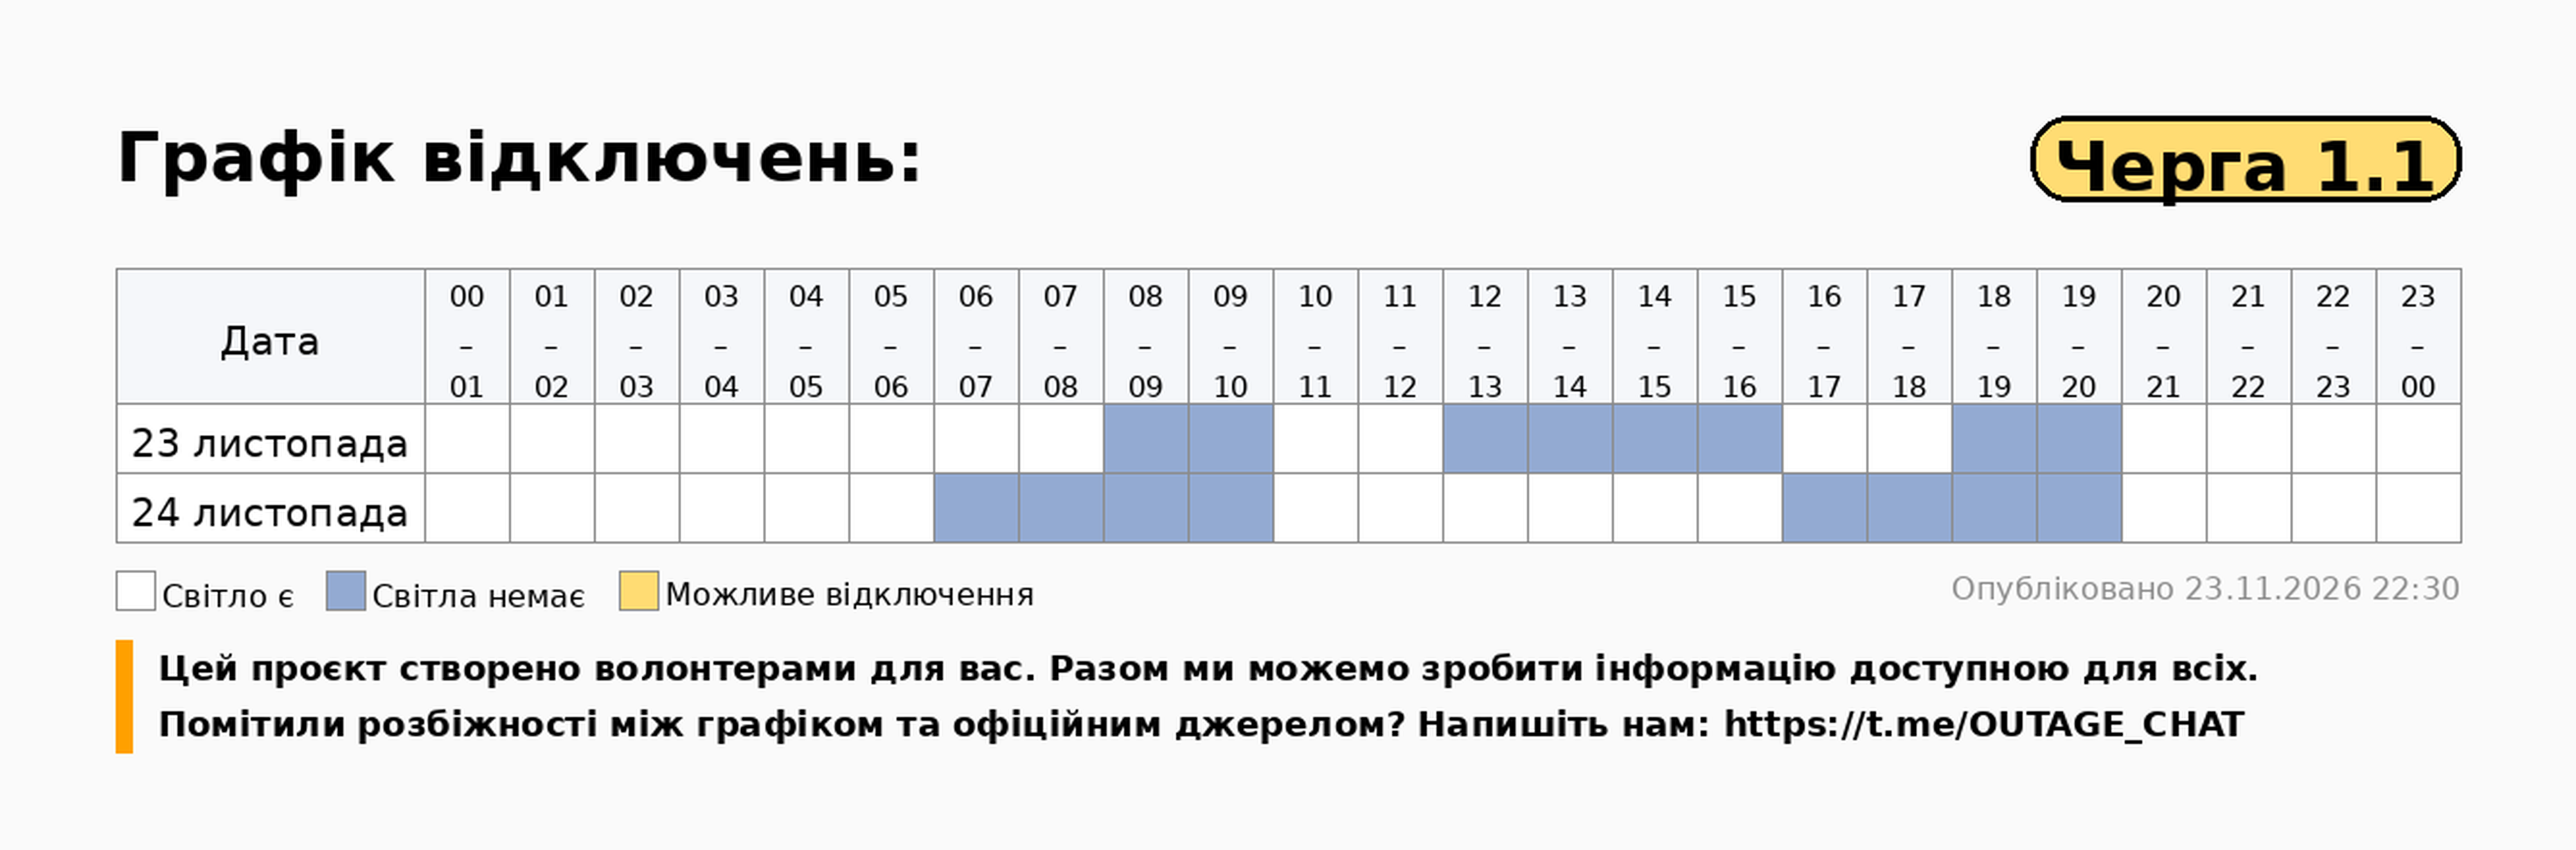 Графік відключень:
Черга 1.1
Дата
00 – 01
01 – 02
02 – 03
03 – 04
04 – 05
05 – 06
06 – 07
07 – 08
08 – 09
09 – 10
10 – 11
11 – 12
12 – 13
13 – 14
14 – 15
15 – 16
16 – 17
17 – 18
18 – 19
19 – 20
20 – 21
21 – 22
22 – 23
23 – 00
23 листопада
24 листопада
Світло є
Світла немає
Можливе відключення
Опубліковано 23.11.2026 22:30
Цей проєкт створено волонтерами для вас. Разом ми можемо зробити інформацію доступною для всіх.
Помітили розбіжності між графіком та офіційним джерелом? Напишіть нам: https://t.me/OUTAGE_CHAT